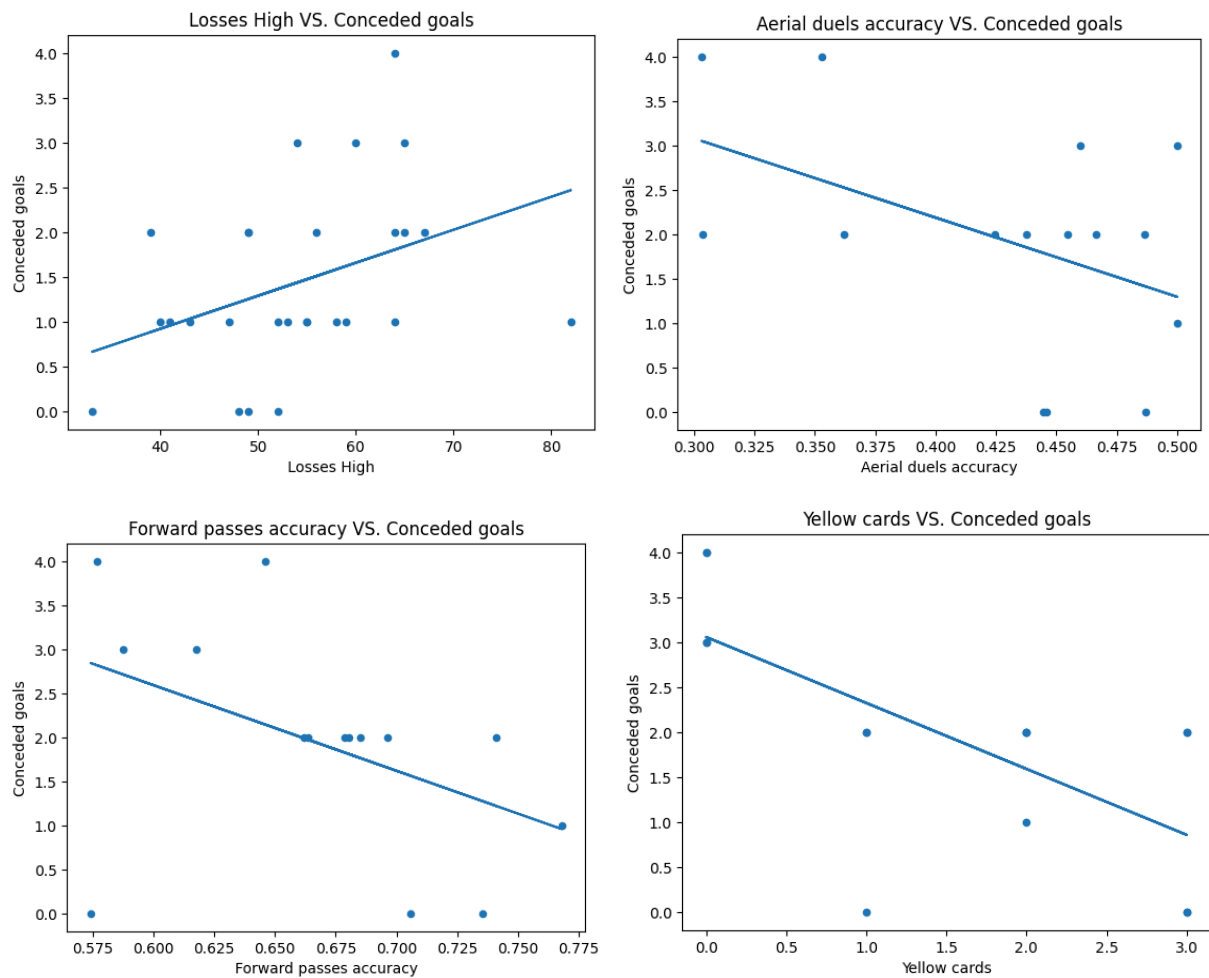 Losses High VS. Conceded goals
4.0
3.5
3.0
2.5
2.0
1.5
1.0
0.5
0.0
Conceded goals
40 50 60 70 80
Losses High
Aerial duels accuracy VS. Conceded goals
4.0
3.5
3.0
2.5
2.0
1.5
1.0
0.5
0.0
Conceded goals
0.300 0.325 0.350 0.375 0.400 0.425 0.450 0.475 0.500
Aerial duels accuracy
Forward passes accuracy VS. Conceded goals
4.0
3.5
3.0
2.5
2.0
1.5
1.0
0.5
0.0
Conceded goals
0.575 0.600 0.625 0.650 0.675 0.700 0.725 0.750 0.775
Forward passes accuracy
Yellow cards VS. Conceded goals
4.0
3.5
3.0
2.5
2.0
1.5
1.0
0.5
0.0
Conceded goals
0.0 0.5 1.0 1.5 2.0 2.5 3.0
Yellow cards